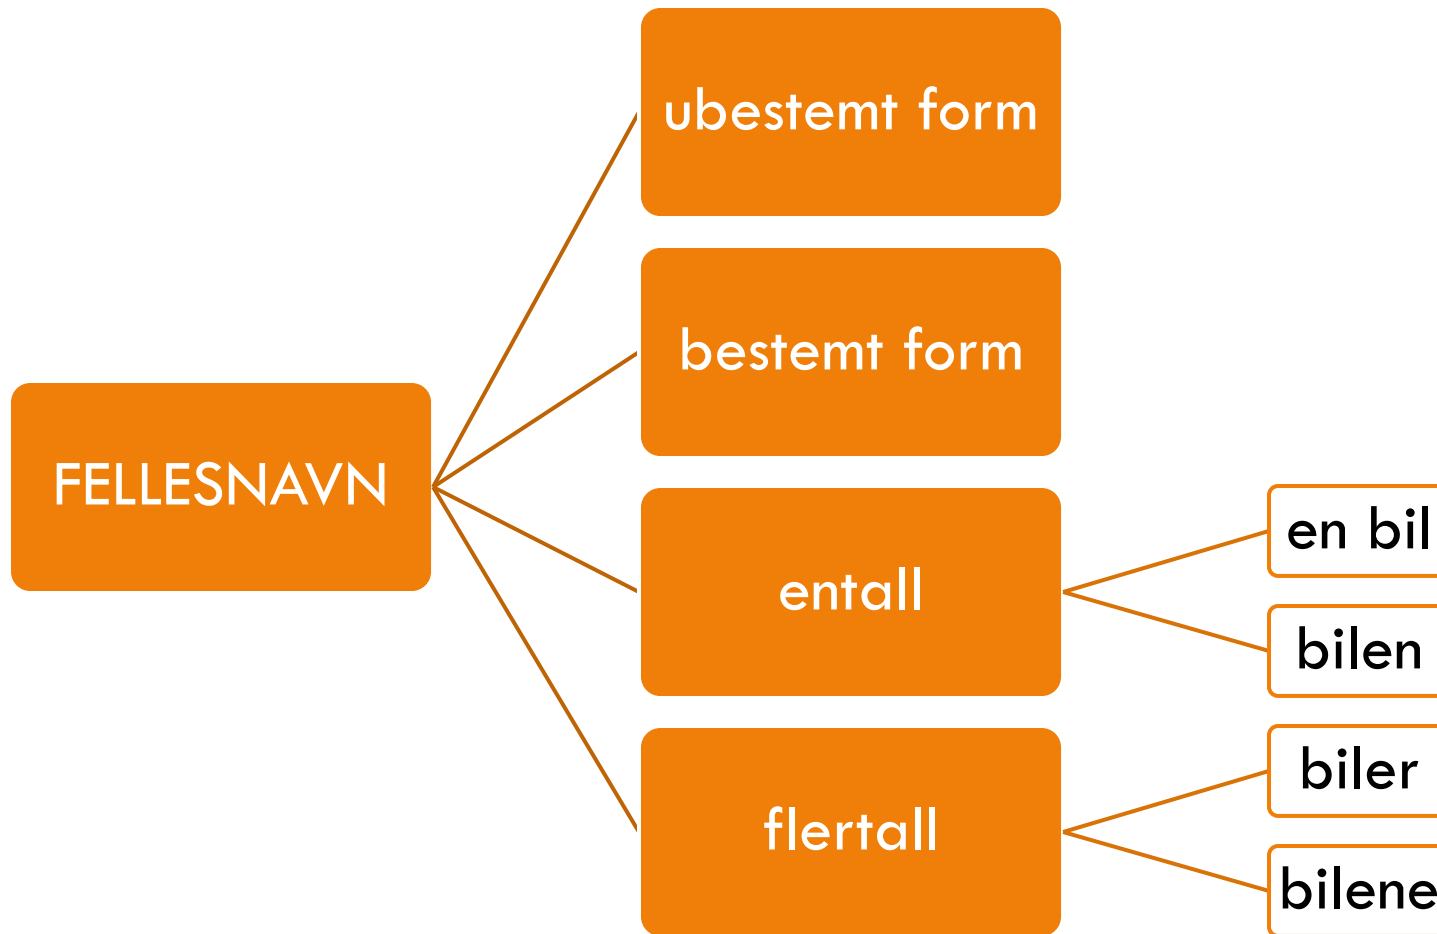 FELLESNAVN
ubestemt form
bestemt form
entall
en bil
bilen
flertall
biler
bilene